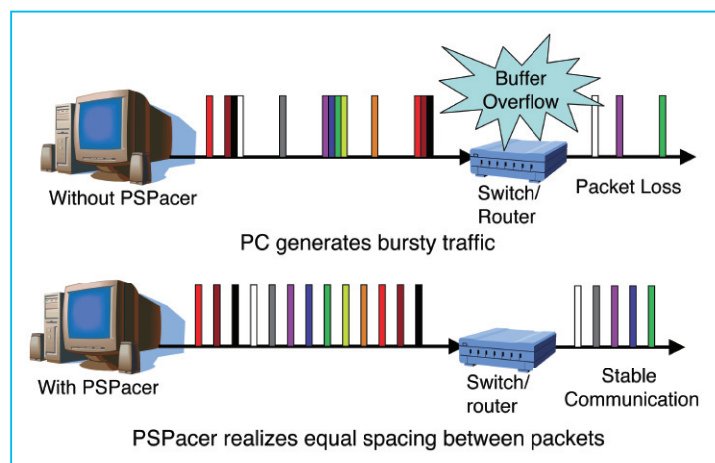 Buffer
Overflow
Without PSPacer
Switch/
Router
Packet Loss
PC generates bursty traffic
With PSPacer
Switch/
router
Stable
Communication
PSPacer realizes equal spacing between packets